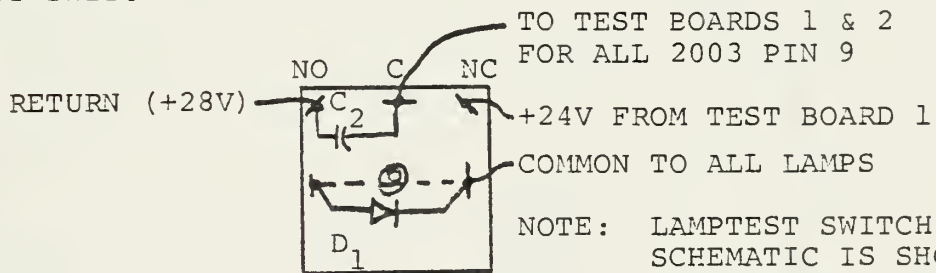 TO TEST BOARDS 1 & 2
FOR ALL 2003 PIN 9
NO C NC
RETURN (+28V)
C2
+24V FROM TEST BOARD 1
COMMON TO ALL LAMPS
D1
NOTE: LAMPTEST SWITCH
SCHEMATIC IS